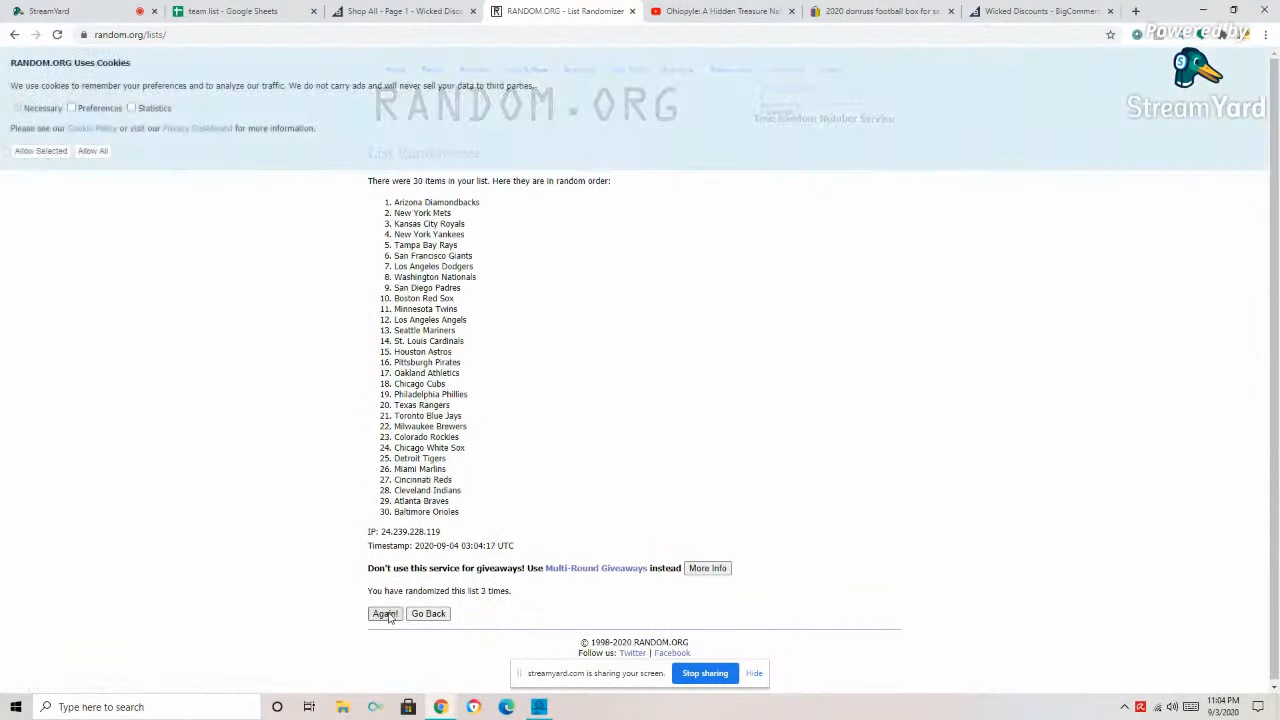 StreamYard
team list - Google Sheets
Shop All - Page 1 - Wicked Disc
RANDOM.ORG - List Randomizer
Ohiopyle: A Hidden Treasure Na
2020 donruss football box for sa
Wicked Discounts - BigCommerc
random.org/lists/
Powered by
StreamYard
RANDOM.ORG Uses Cookies
We use cookies to remember your preferences and to analyze our traffic. We do not carry ads and will never sell your data to third parties.
Necessary Preferences Statistics
Please see our Cookie Policy or visit our Privacy Dashboard for more information.
Allow Selected Allow All
RANDOM.ORG
True Random Number Service
List Randomizer
There were 30 items in your list. Here they are in random order:
1. Arizona Diamondbacks
2. New York Mets
3. Kansas City Royals
4. New York Yankees
5. Tampa Bay Rays
6. San Francisco Giants
7. Los Angeles Dodgers
8. Washington Nationals
9. San Diego Padres
10. Boston Red Sox
11. Minnesota Twins
12. Los Angeles Angels
13. Seattle Mariners
14. St. Louis Cardinals
15. Houston Astros
16. Pittsburgh Pirates
17. Oakland Athletics
18. Chicago Cubs
19. Philadelphia Phillies
20. Texas Rangers
21. Toronto Blue Jays
22. Milwaukee Brewers
23. Colorado Rockies
24. Chicago White Sox
25. Detroit Tigers
26. Miami Marlins
27. Cincinnati Reds
28. Cleveland Indians
29. Atlanta Braves
30. Baltimore Orioles
IP: 24.239.228.119
Timestamp: 2020-09-04 03:04:17 UTC
Don't use this service for giveaways! Use Multi-Round Giveaways instead More Info
You have randomized this list 3 times.
Again! Go Back
© 1998-2020 RANDOM.ORG
Follow us: Twitter | Facebook
streamyard.com is sharing your screen. Stop sharing Hide
Type here to search
11:04 PM
9/3/2020